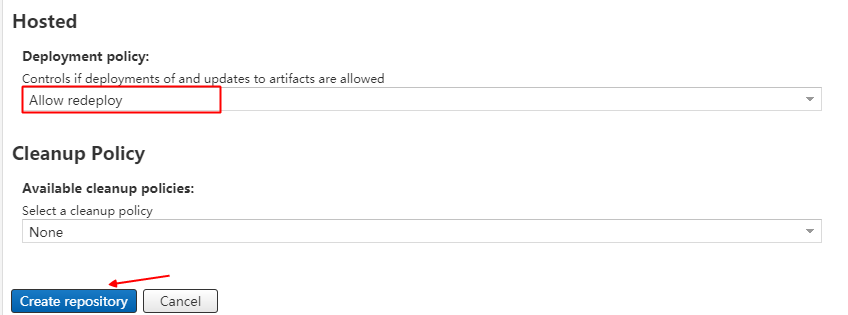 Hosted
Deployment policy:
Controls if deployments of and updates to artifacts are allowed
Allow redeploy
Cleanup Policy
Available cleanup policies:
Select a cleanup policy
None
Create repository Cancel